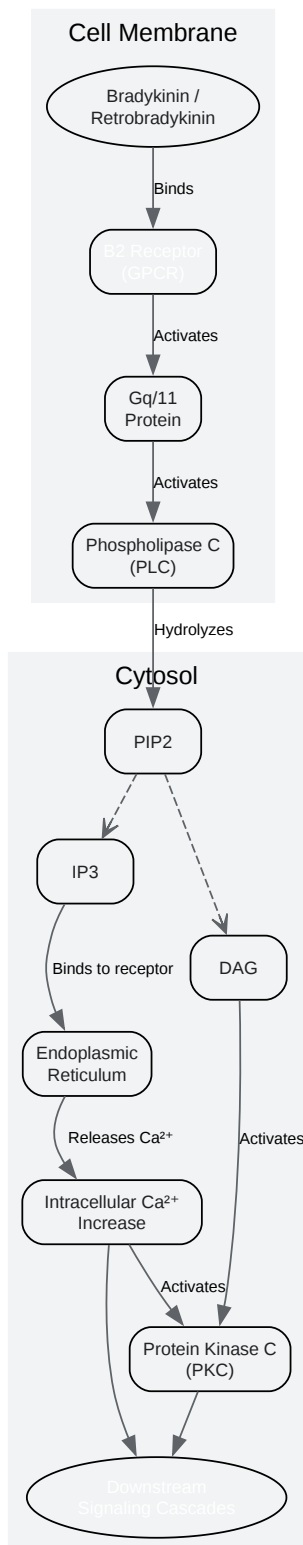 Cell Membrane
Bradykinin /
Retrobradykinin
Binds
B2 Receptor
(GPCR)
Activates
Gq/11
Protein
Activates
Phospholipase C
(PLC)
Hydrolyzes
Cytosol
PIP2
IP3
DAG
Binds to receptor
Endoplasmic
Reticulum
Releases Ca²⁺
Activates
Intracellular Ca²⁺
Increase
Activates
Protein Kinase C
(PKC)
Downstream
Signaling Cascades